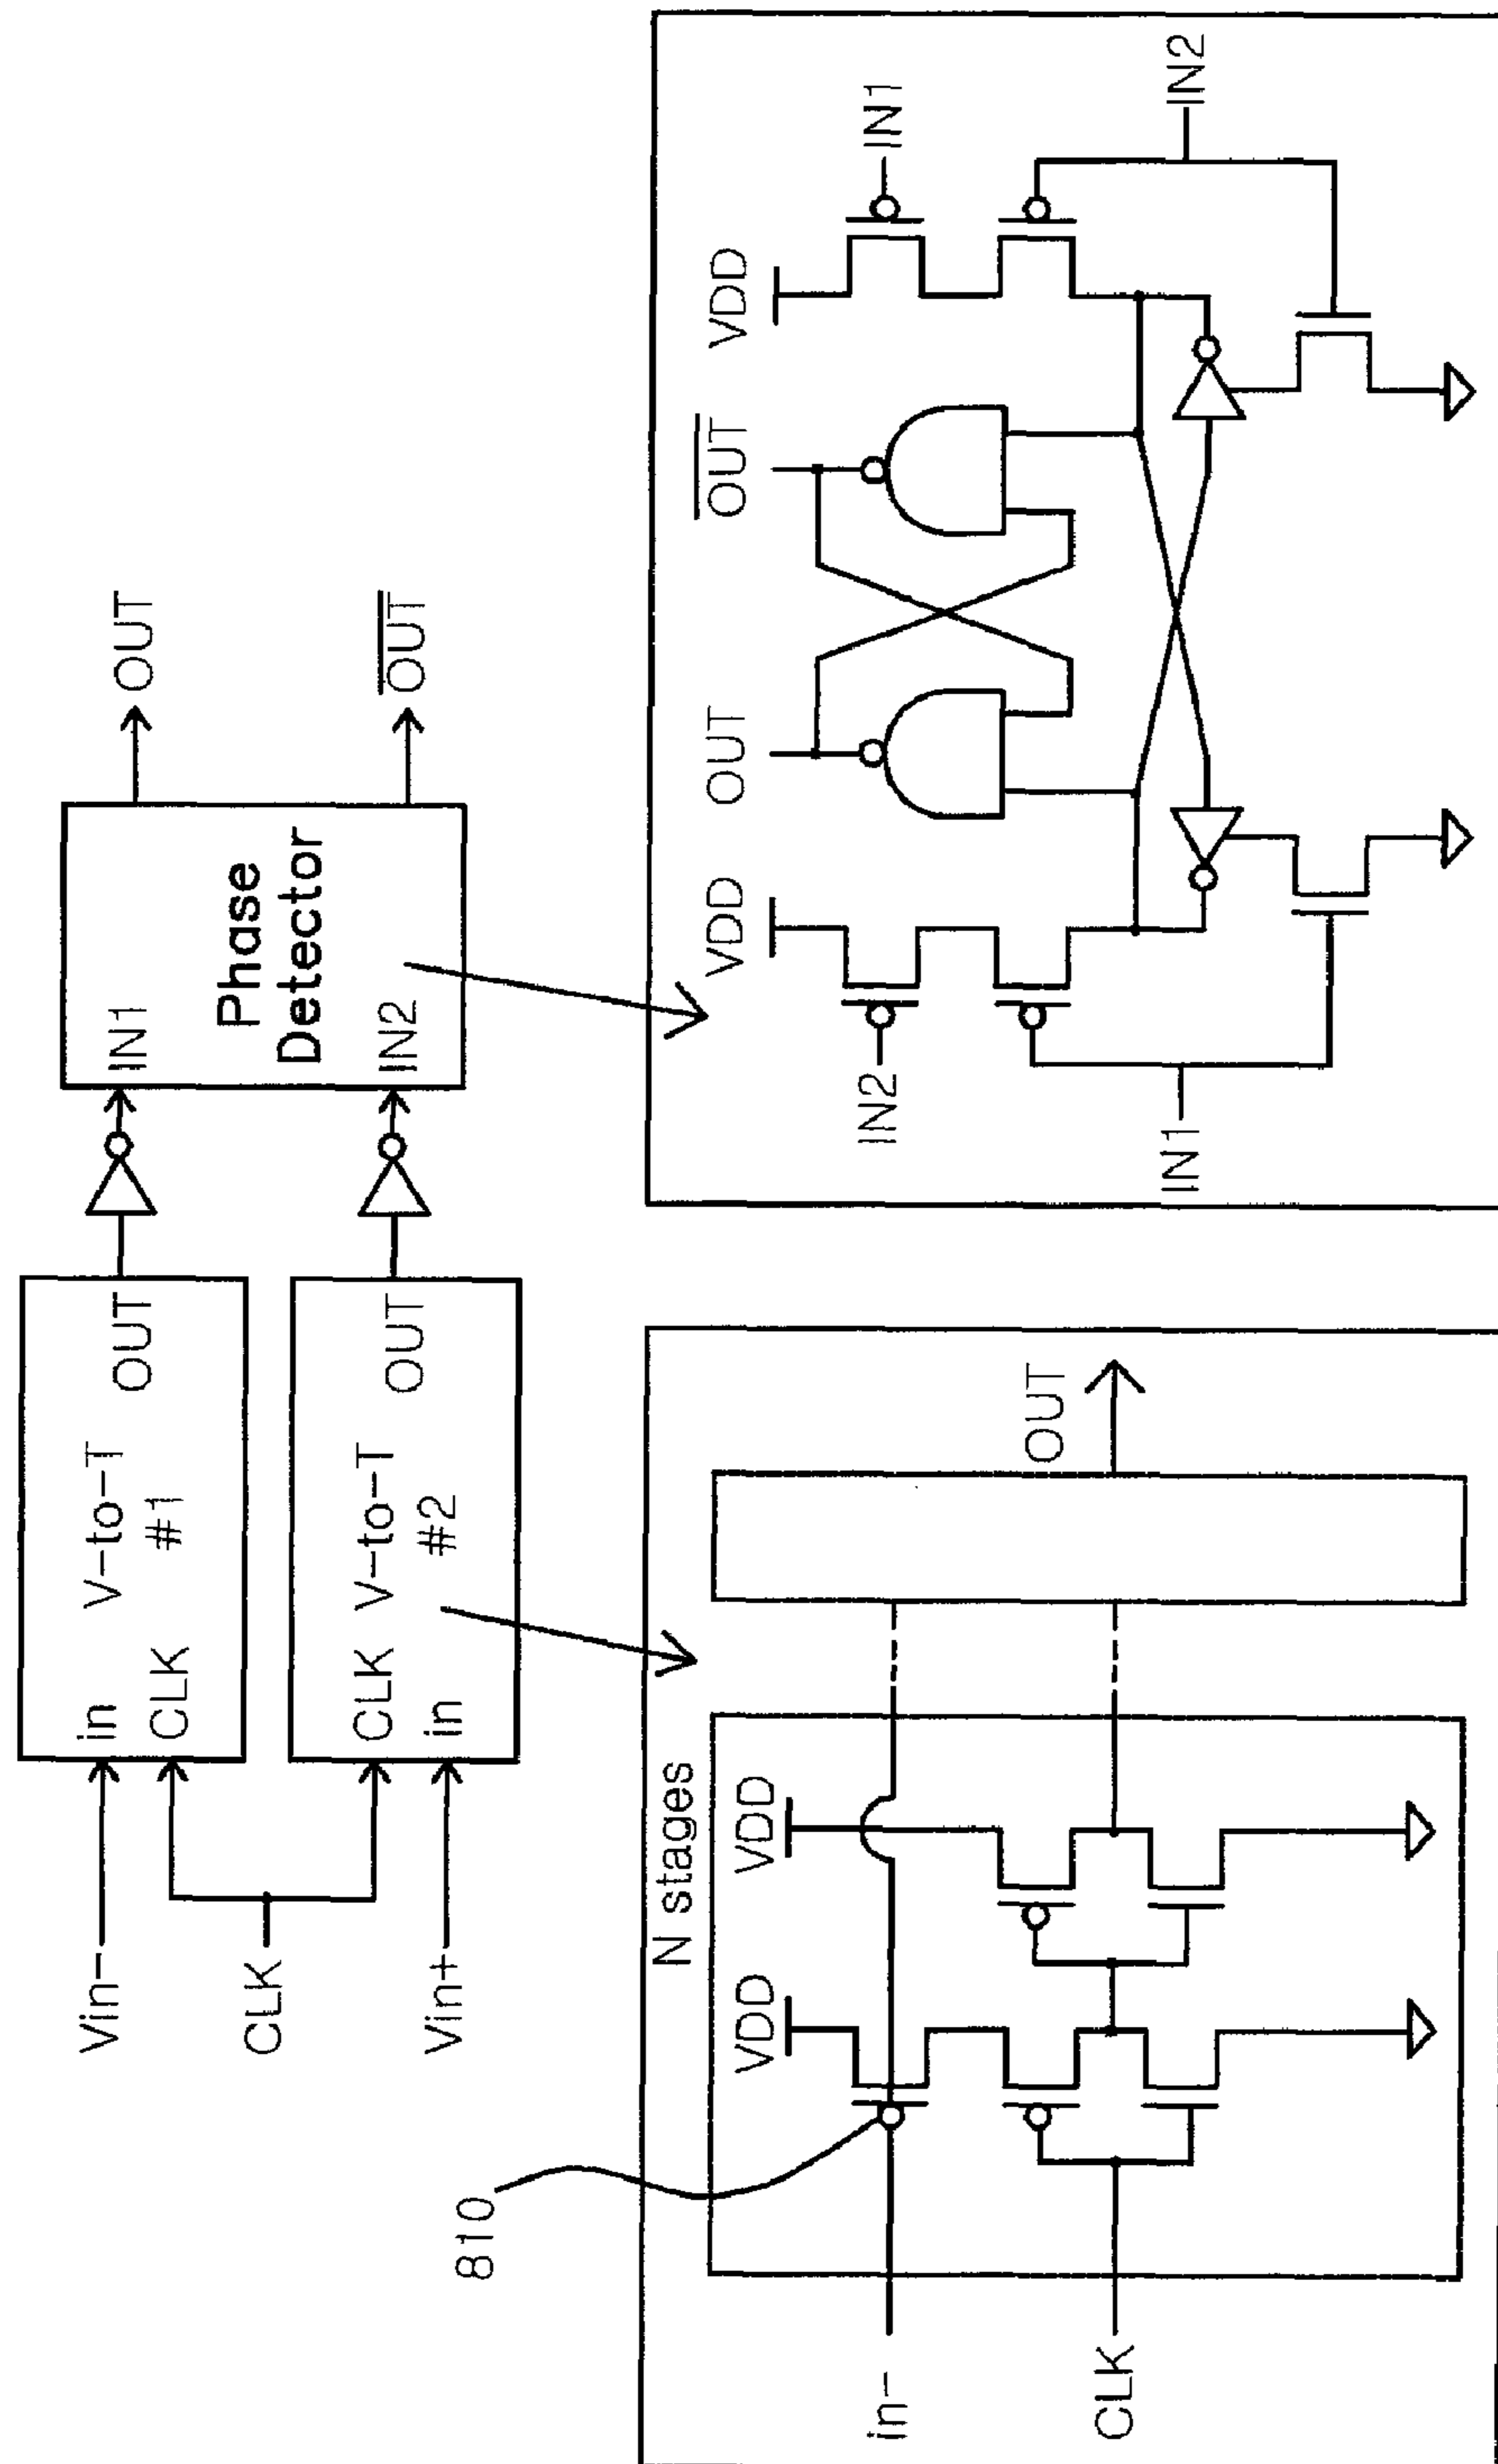 Vin-
CLK
Vin+
in
V-to-T
OUT
CLK
#1
CLK
V-to-T
OUT
in
#2
IN1
Phase
Detector
IN2
OUT
OUT
N stages
VDD
VDD
810
in-
CLK
OUT
VDD
OUT
OUT
VDD
IN2
IN1
IN1
IN2